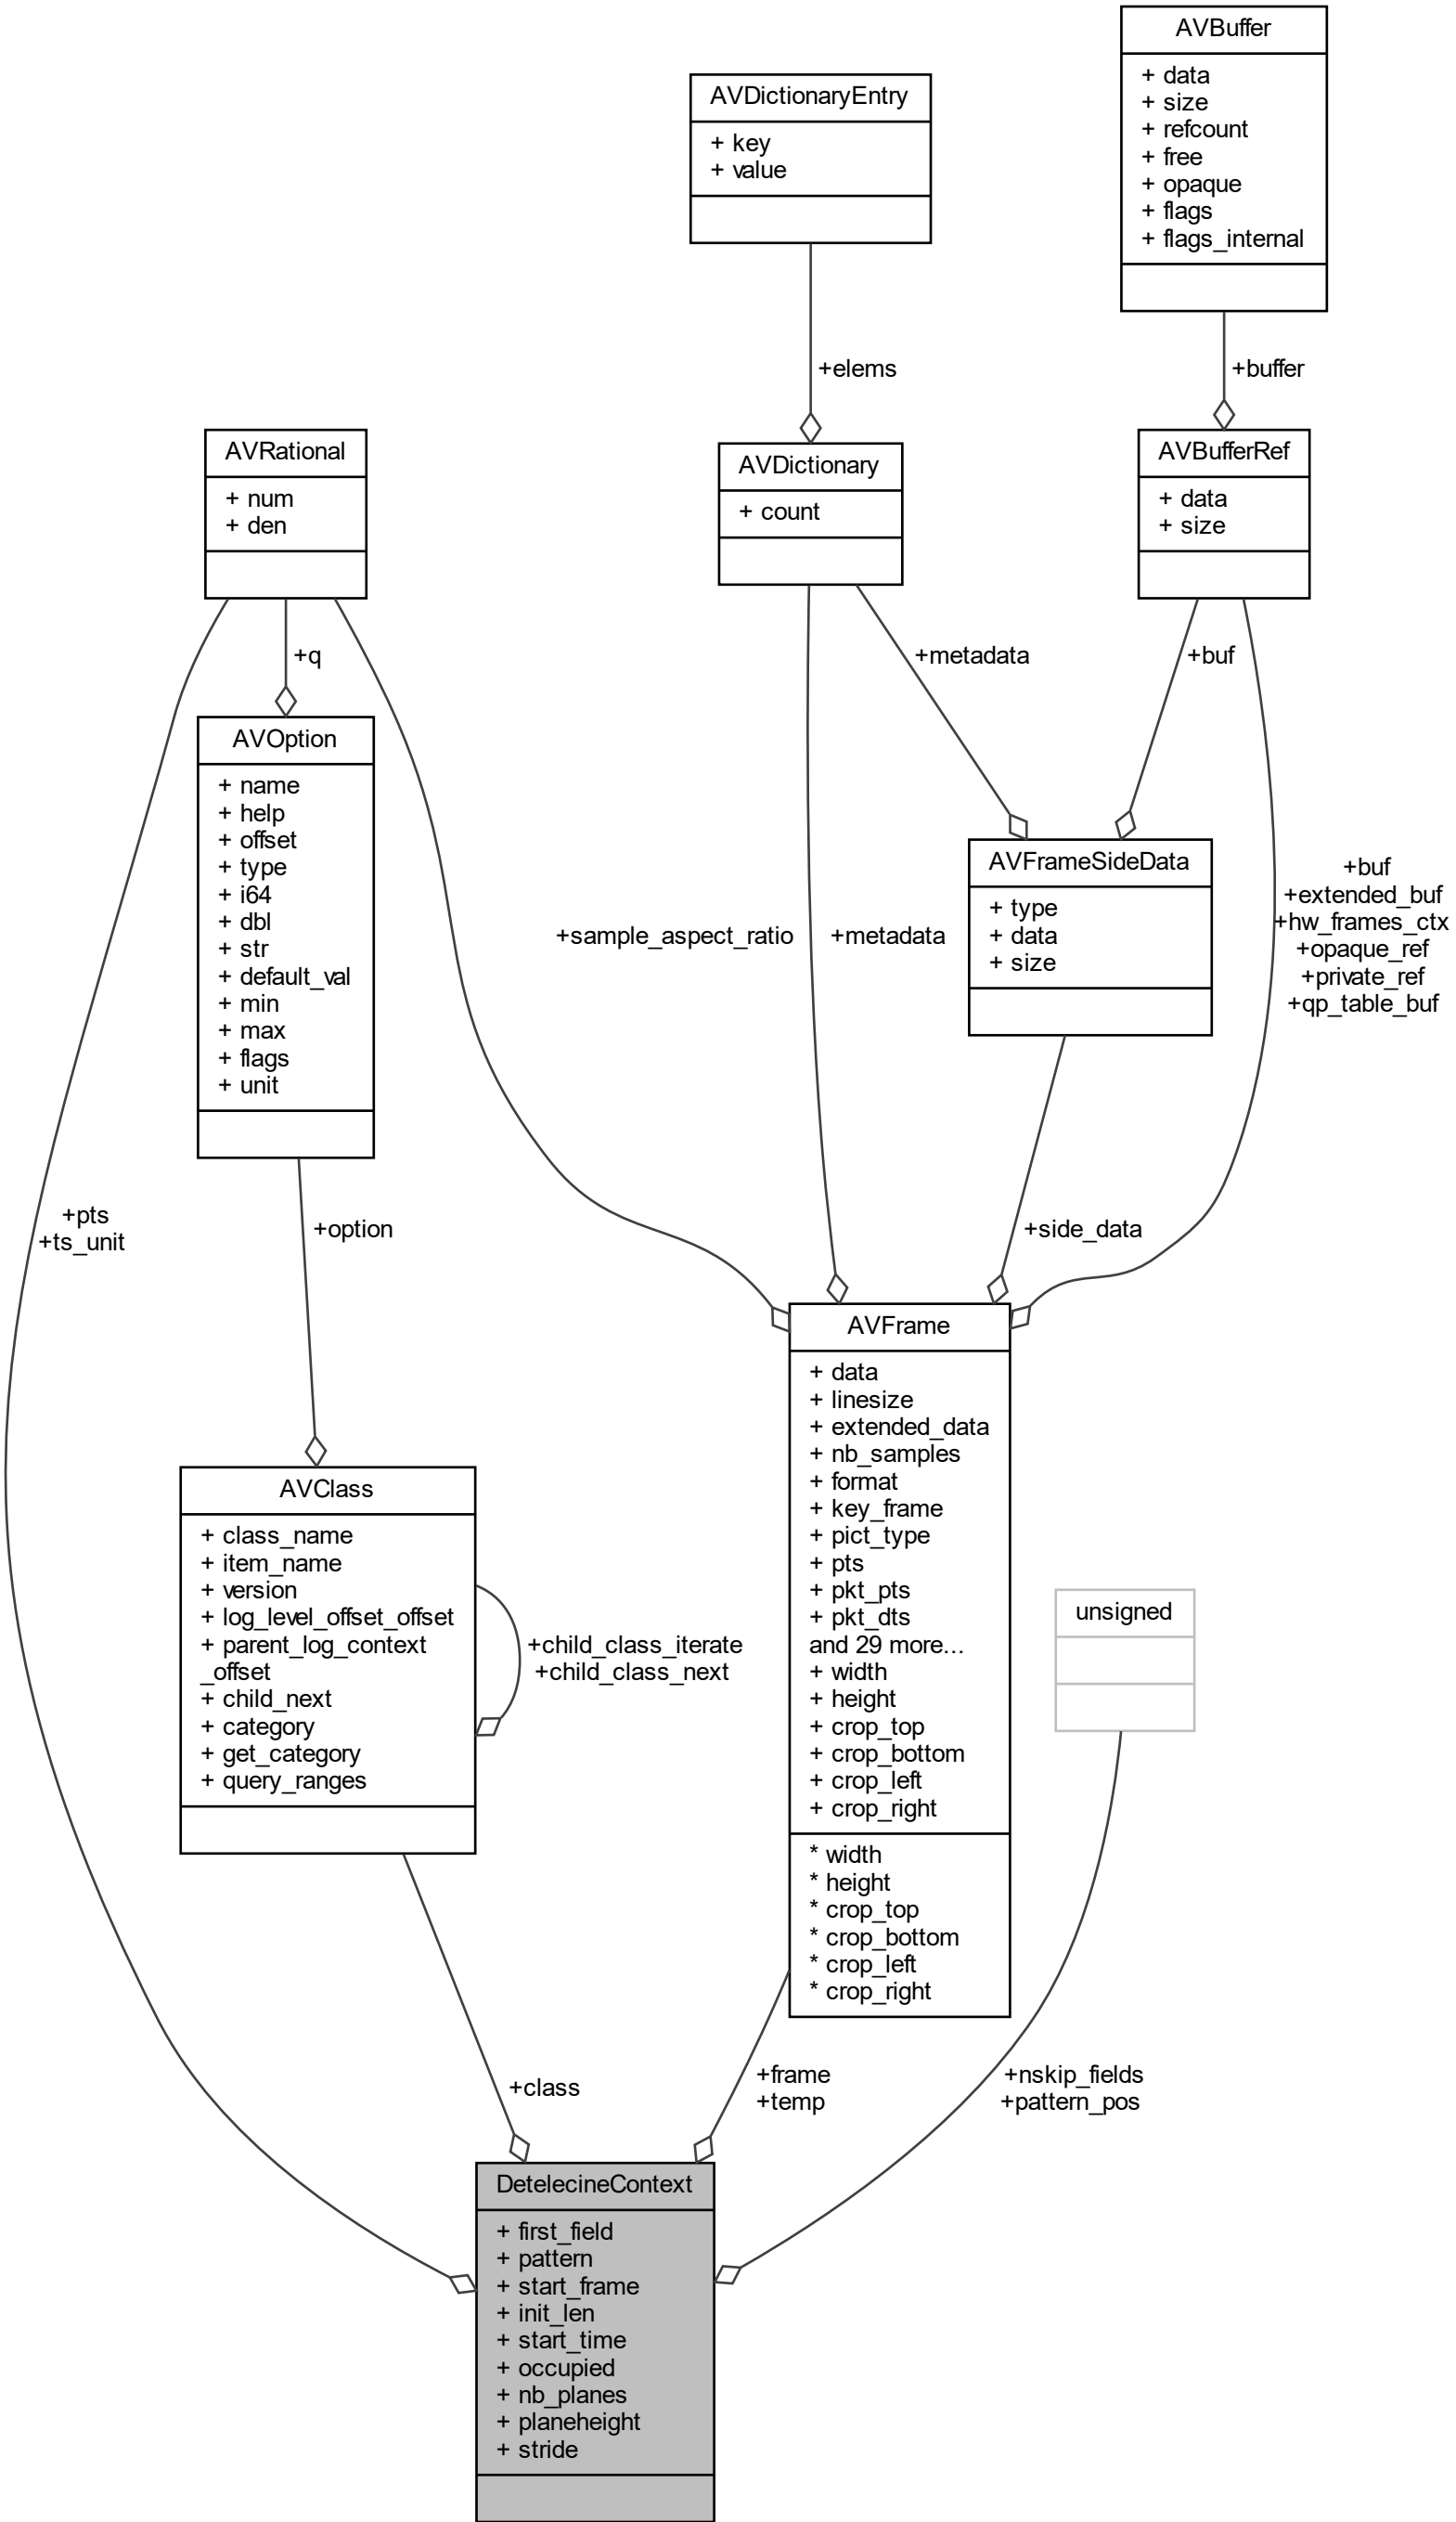 AVBuffer
+ data
+ size
+ refcount
+ free
+ opaque
+ flags
+ flags_internal
AVDictionaryEntry
+ key
+ value
+elems
+buffer
AVRational
+ num
+ den
AVDictionary
+ count
AVBufferRef
+ data
+ size
+q
+metadata
+buf
AVOption
+ name
+ help
+ offset
+ type
+ i64
+ dbl
+ str
+ default_val
+ min
+ max
+ flags
+ unit
AVFrameSideData
+ type
+ data
+ size
+sample_aspect_ratio
+metadata
+buf
+extended_buf
+hw_frames_ctx
+opaque_ref
+private_ref
+qp_table_buf
+pts
+ts_unit
+option
+side_data
AVFrame
+ data
+ linesize
+ extended_data
+ nb_samples
+ format
+ key_frame
+ pict_type
+ pts
+ pkt_pts
+ pkt_dts
and 29 more...
+ width
+ height
+ crop_top
+ crop_bottom
+ crop_left
+ crop_right
* width
* height
* crop_top
* crop_bottom
* crop_left
* crop_right
AVClass
+ class_name
+ item_name
+ version
+ log_level_offset_offset
+ parent_log_context
_offset
+ child_next
+ category
+ get_category
+ query_ranges
+child_class_iterate
+child_class_next
unsigned
+class
+frame
+temp
+nskip_fields
+pattern_pos
DetelecineContext
+ first_field
+ pattern
+ start_frame
+ init_len
+ start_time
+ occupied
+ nb_planes
+ planeheight
+ stride